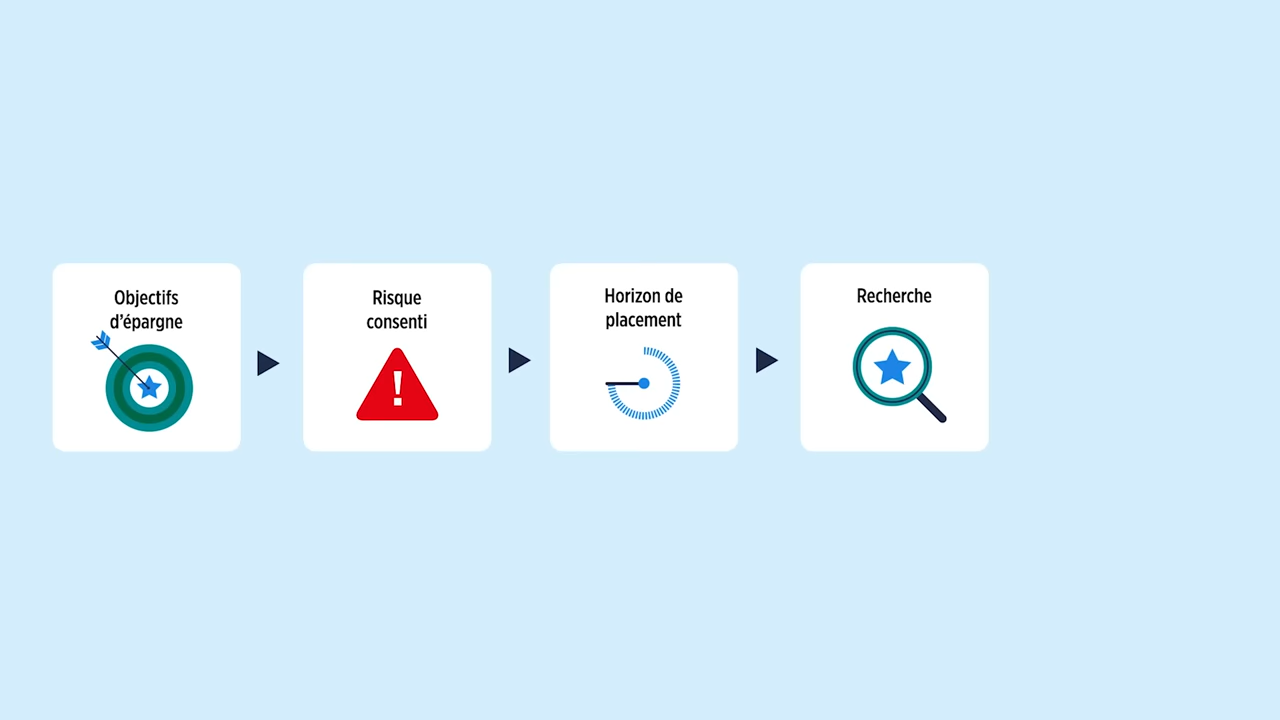 Objectifs
d’épargne
Risque
consenti
Horizon de
placement
Recherche